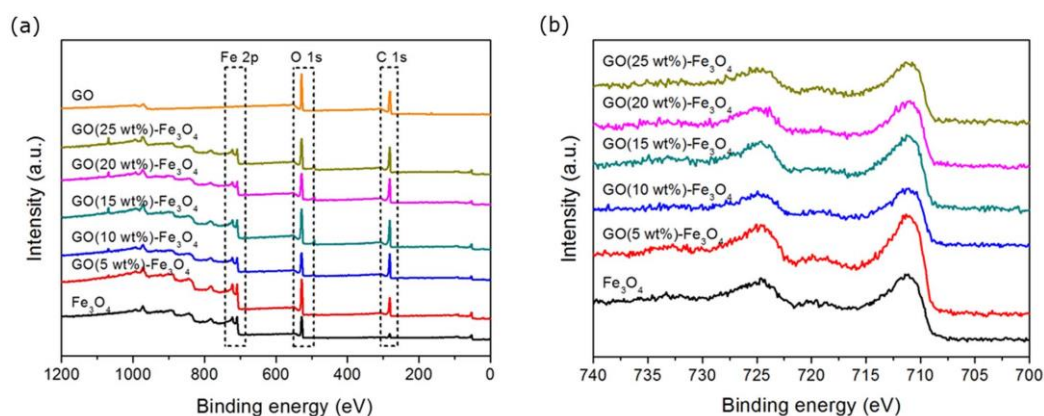 (a)
Fe 2p
O 1s
C 1s
GO
GO(25 wt%)-Fe₃O₄
GO(20 wt%)-Fe₃O₄
GO(15 wt%)-Fe₃O₄
GO(10 wt%)-Fe₃O₄
GO(5 wt%)-Fe₃O₄
Fe₃O₄
Intensity (a.u.)
1200 1000 800 600 400 200 0
Binding energy (eV)
(b)
GO(25 wt%)-Fe₃O₄
GO(20 wt%)-Fe₃O₄
GO(15 wt%)-Fe₃O₄
GO(10 wt%)-Fe₃O₄
GO(5 wt%)-Fe₃O₄
Fe₃O₄
Intensity (a.u.)
740 735 730 725 720 715 710 705 700
Binding energy (eV)